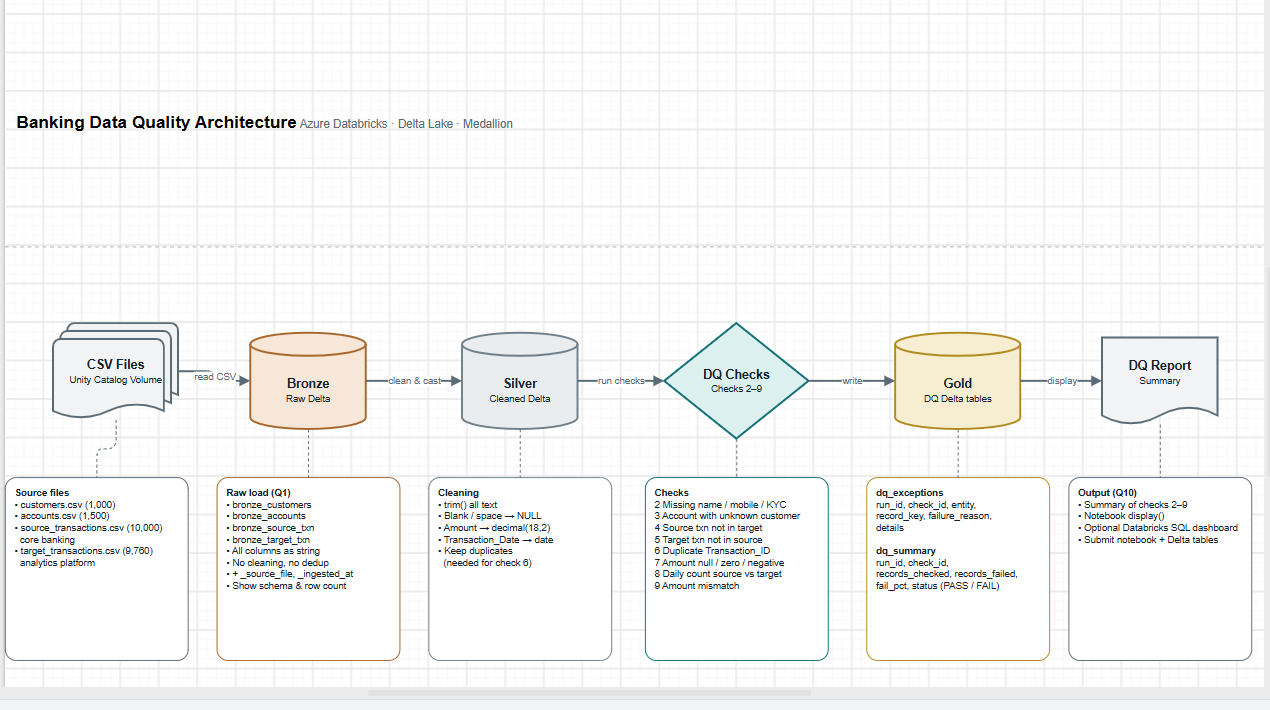 Banking Data Quality Architecture Azure Databricks · Delta Lake · Medallion
CSV Files
Unity Catalog Volume
read CSV
Bronze
Raw Delta
clean & cast
Silver
Cleaned Delta
run checks
DQ Checks
Checks 2–9
write
Gold
DQ Delta tables
display
DQ Report
Summary
Source files
• customers.csv (1,000)
• accounts.csv (1,500)
• source_transactions.csv (10,000)
core banking
• target_transactions.csv (9,760)
analytics platform
Raw load (Q1)
• bronze_customers
• bronze_accounts
• bronze_source_txn
• bronze_target_txn
• All columns as string
• No cleaning, no dedup
• + _source_file, _ingested_at
• Show schema & row count
Cleaning
• trim() all text
• Blank / space → NULL
• Amount → decimal(18,2)
• Transaction_Date → date
• Keep duplicates
(needed for check 6)
Checks
2 Missing name / mobile / KYC
3 Account with unknown customer
4 Source txn not in target
5 Target txn not in source
6 Duplicate Transaction_ID
7 Amount null / zero / negative
8 Daily count source vs target
9 Amount mismatch
dq_exceptions
run_id, check_id, entity,
record_key, failure_reason,
details
dq_summary
run_id, check_id,
records_checked, records_failed,
fail_pct, status (PASS / FAIL)
Output (Q10)
• Summary of checks 2–9
• Notebook display()
• Optional Databricks SQL dashboard
• Submit notebook + Delta tables